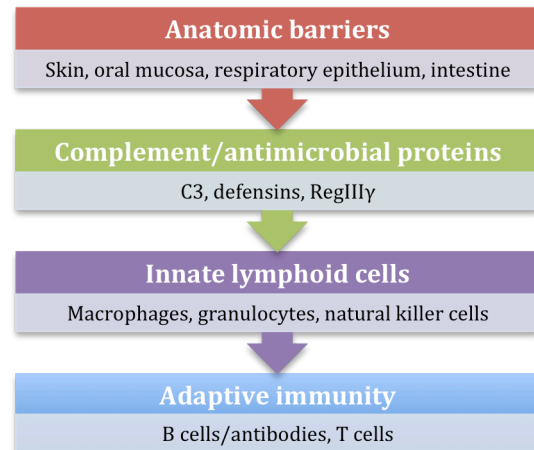 Anatomic barriers
Skin, oral mucosa, respiratory epithelium, intestine
Complement/antimicrobial proteins
C3, defensins, RegIIIγ
Innate lymphoid cells
Macrophages, granulocytes, natural killer cells
Adaptive immunity
B cells/antibodies, T cells